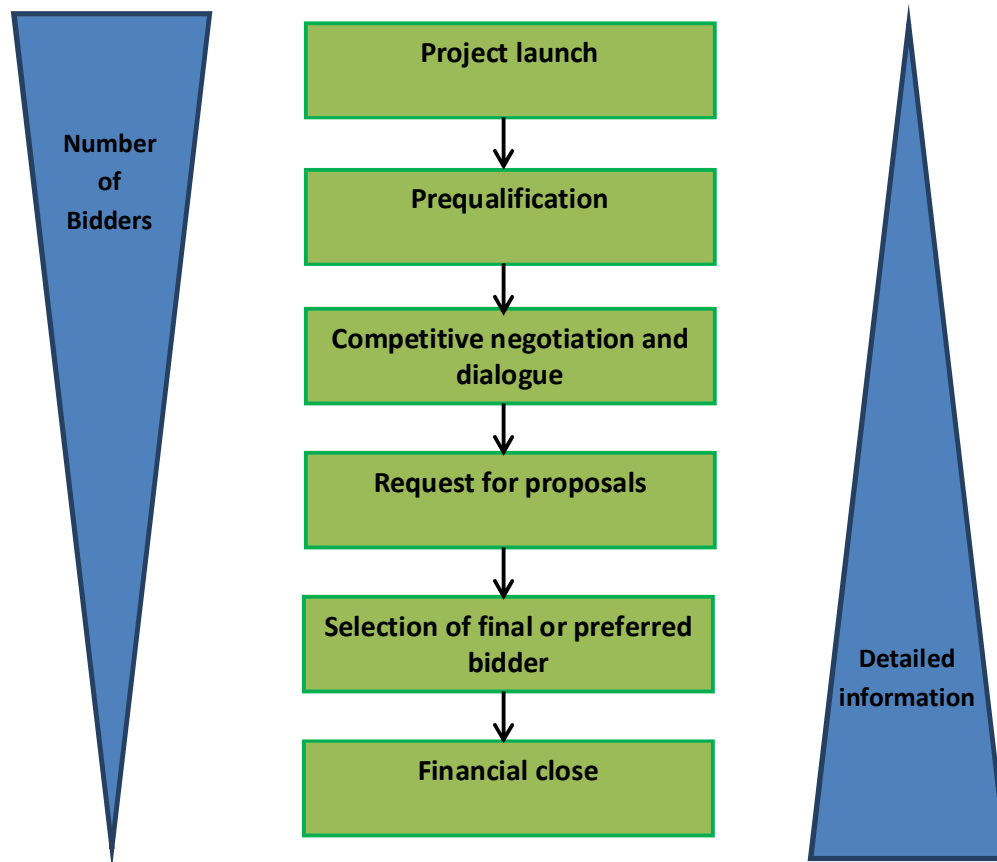 Project launch
Number
of
Bidders
Prequalification
Competitive negotiation and
dialogue
Request for proposals
Selection of final or preferred
bidder
Detailed
information
Financial close